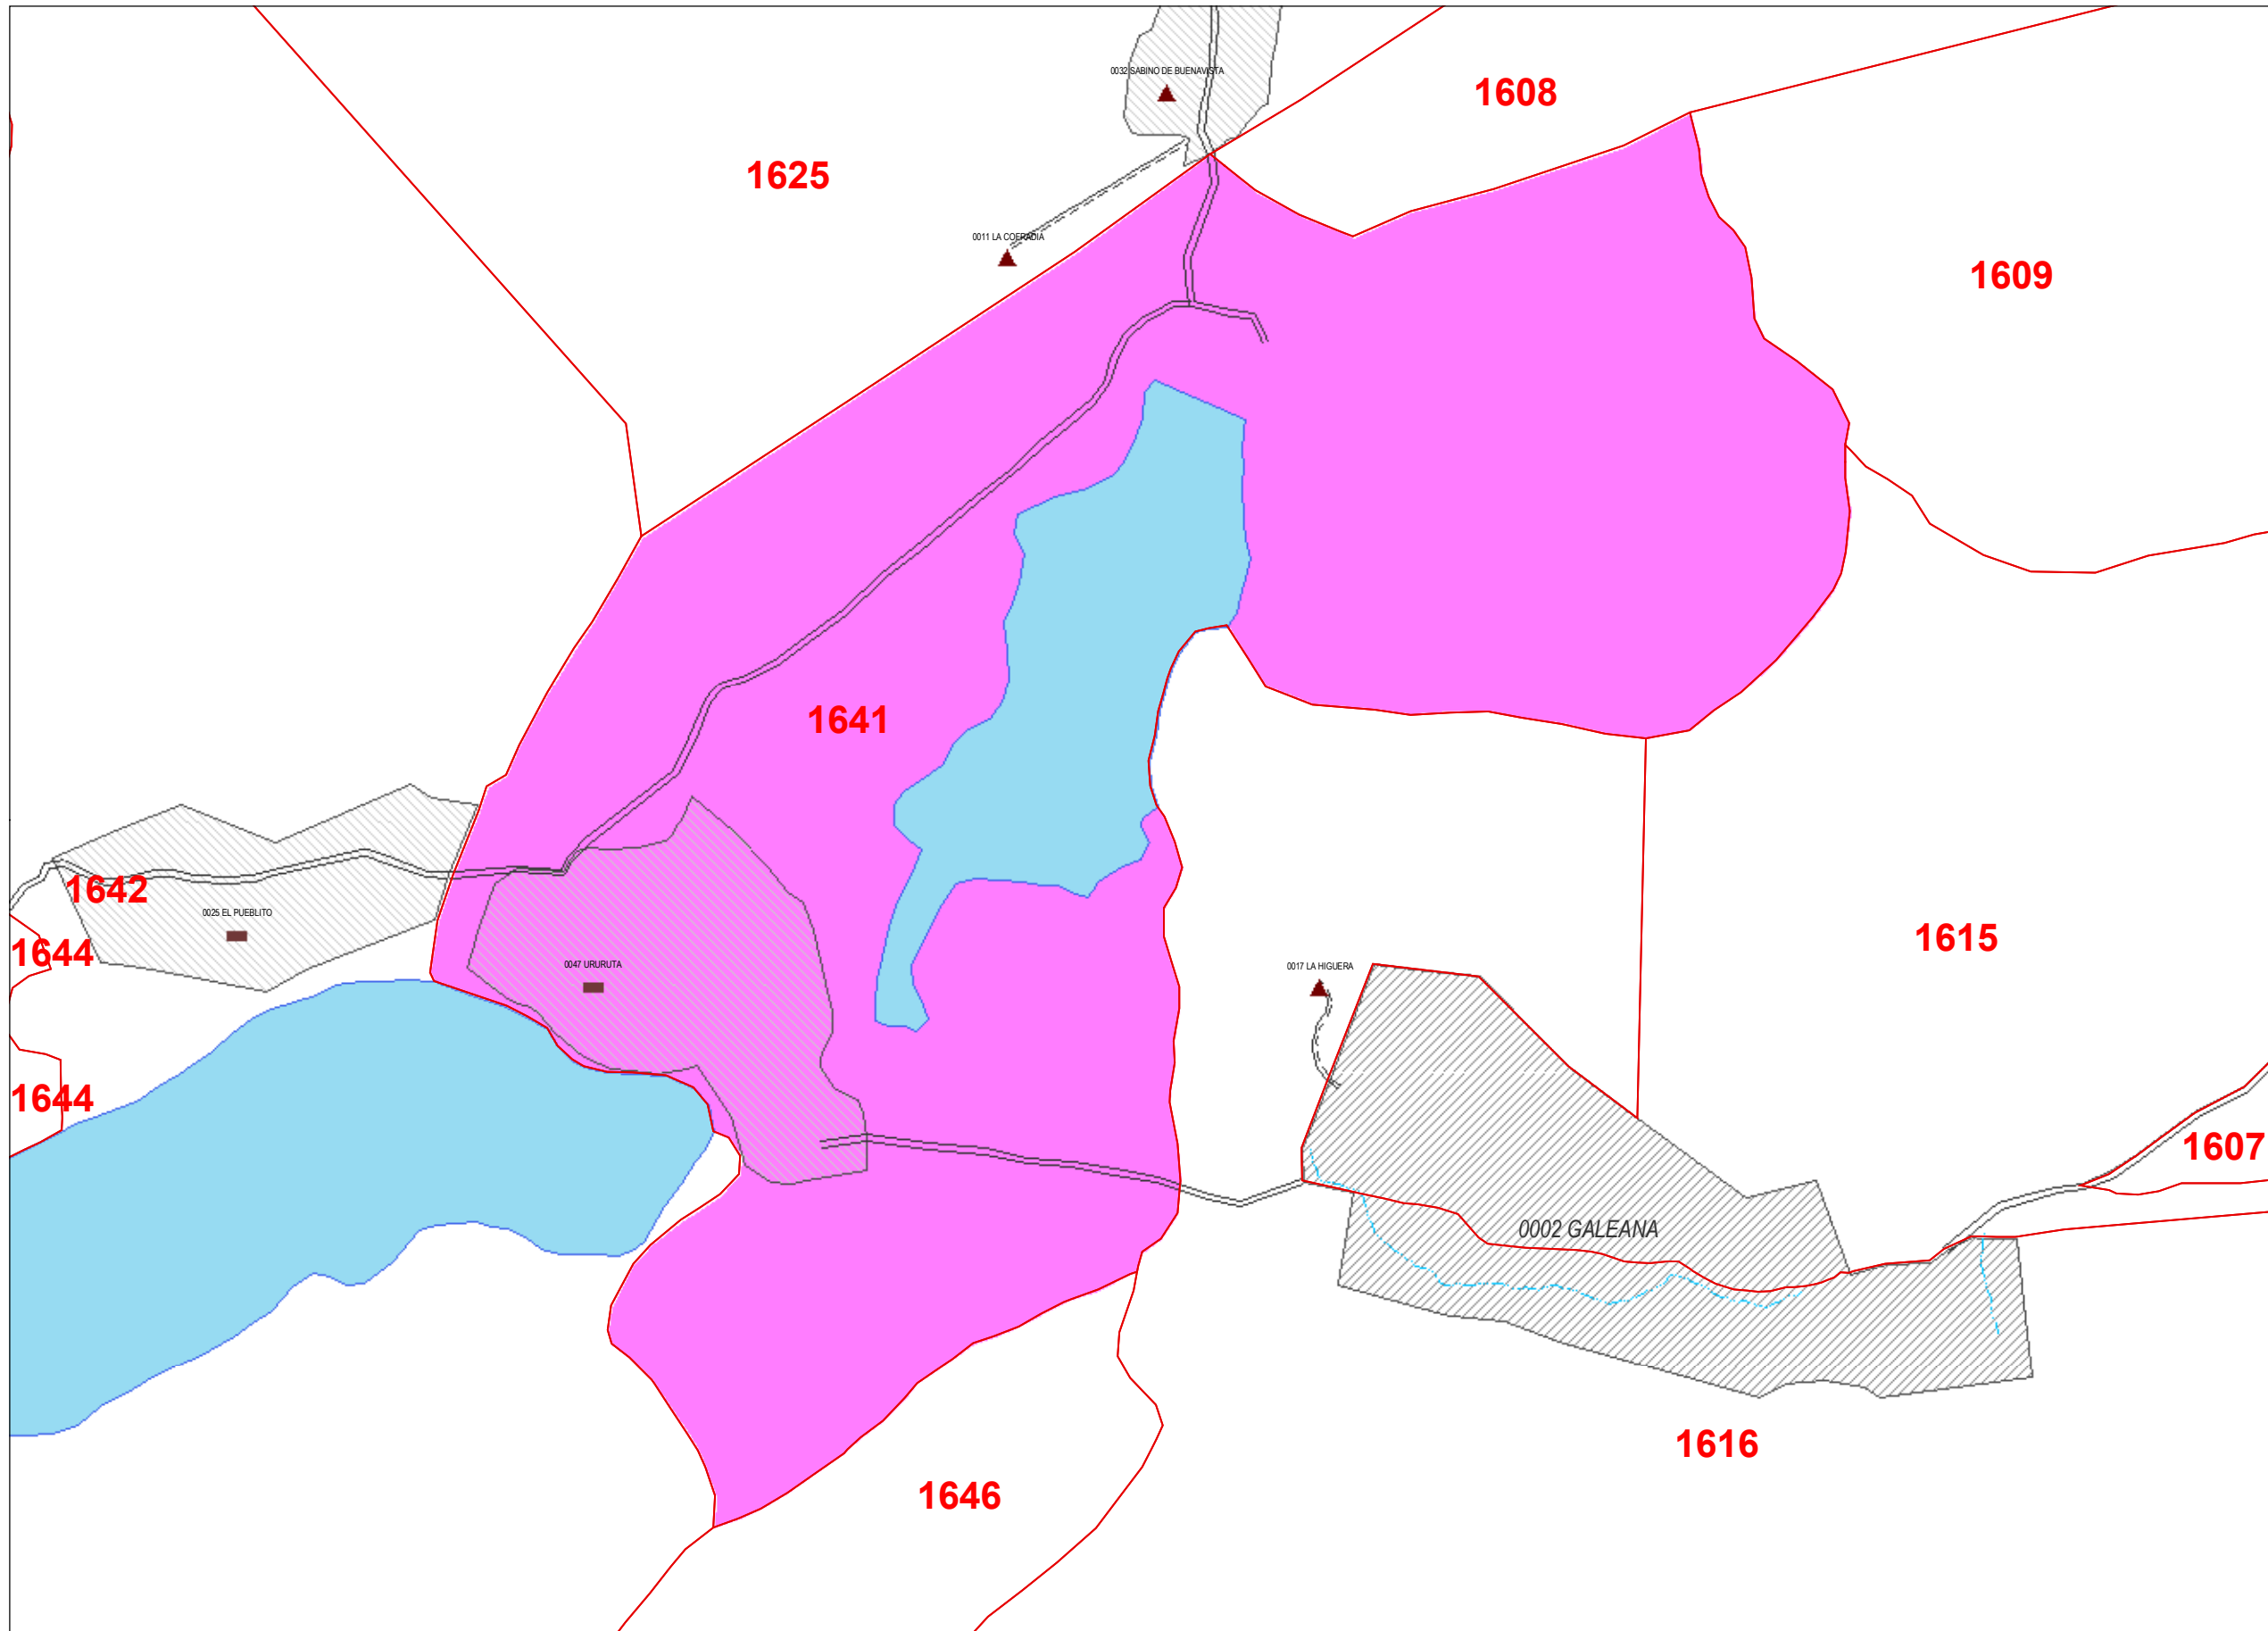 0032 SABINO DE BUENAVISTA
1608
1625
0011 LA COFRADIA
1609
1641
1642
0025 EL PUEBLITO
1644
0047 URURUTA
0017 LA HIGUERA
1615
1644
1607
0002 GALEANA
1616
1646